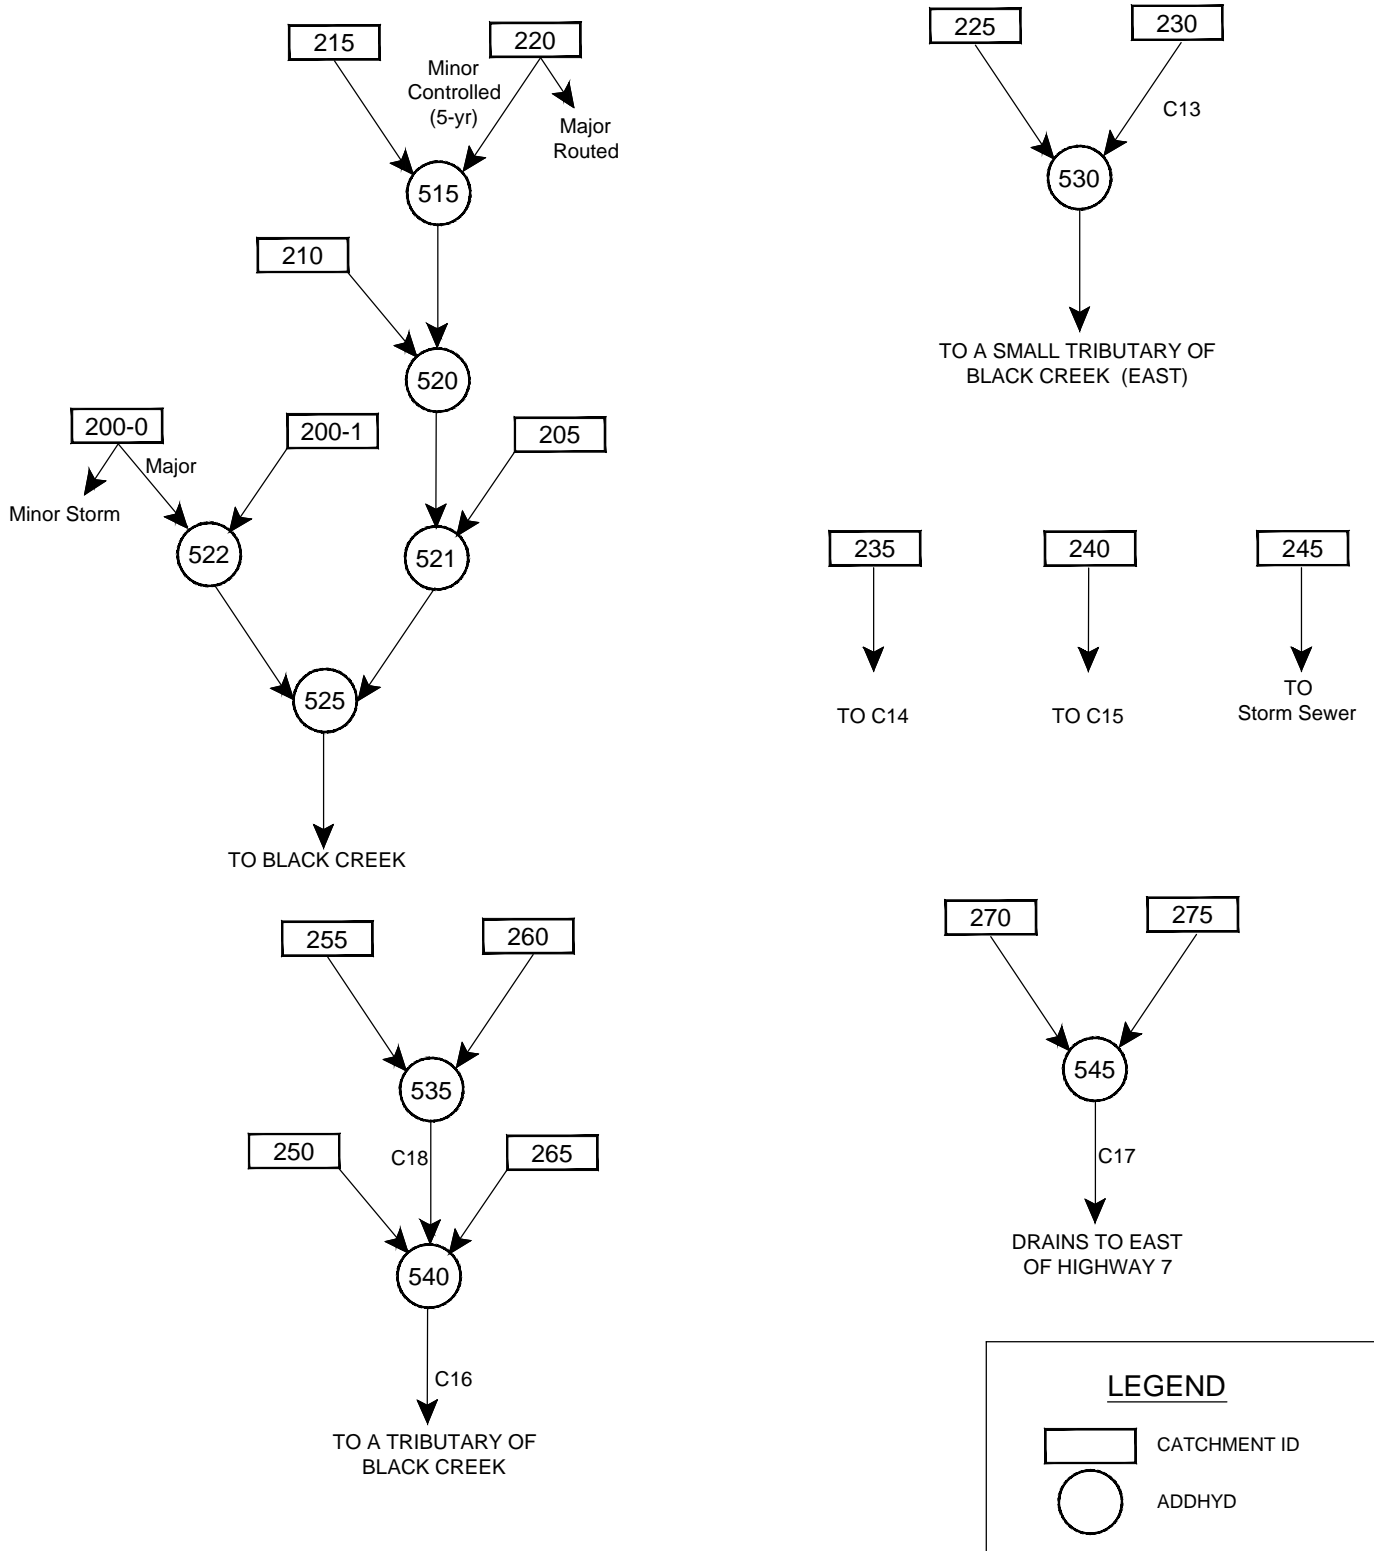 215
220
Minor
Controlled
(5-yr)
Major
Routed
515
210
520
200-0
200-1
205
Major
Minor Storm
522
521
525
TO BLACK CREEK
225
230
C13
530
TO A SMALL TRIBUTARY OF
BLACK CREEK (EAST)
235
240
245
TO C14
TO C15
TO
Storm Sewer
255
260
535
250
C18
265
540
C16
TO A TRIBUTARY OF
BLACK CREEK
270
275
545
C17
DRAINS TO EAST
OF HIGHWAY 7
LEGEND
CATCHMENT ID
ADDHYD